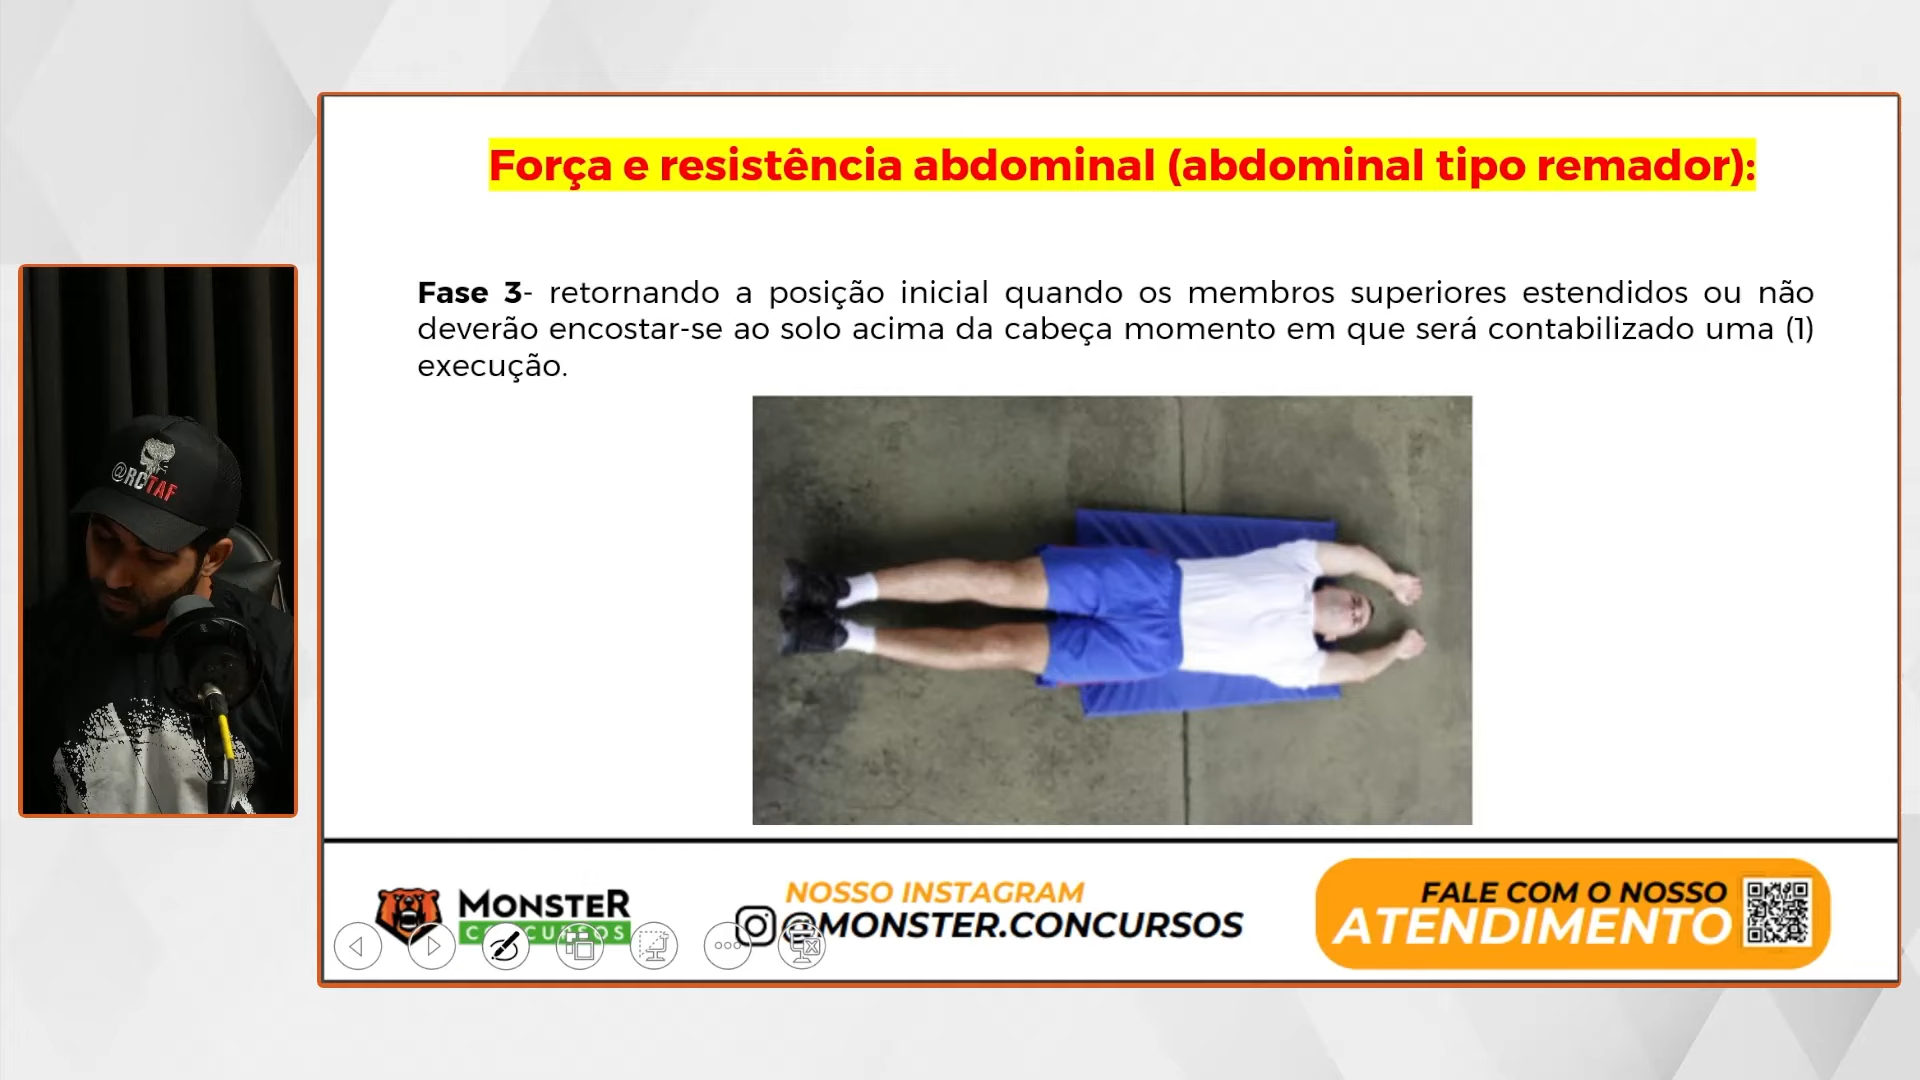 Força e resistência abdominal (abdominal tipo remador):
Fase 3- retornando a posição inicial quando os membros superiores estendidos ou não
deverão encostar-se ao solo acima da cabeça momento em que será contabilizado uma (1)
execução.
@RCTAF
MONSTER
CONCURSOS
NOSSO INSTAGRAM
@MONSTER.CONCURSOS
FALE COM O NOSSO
ATENDIMENTO